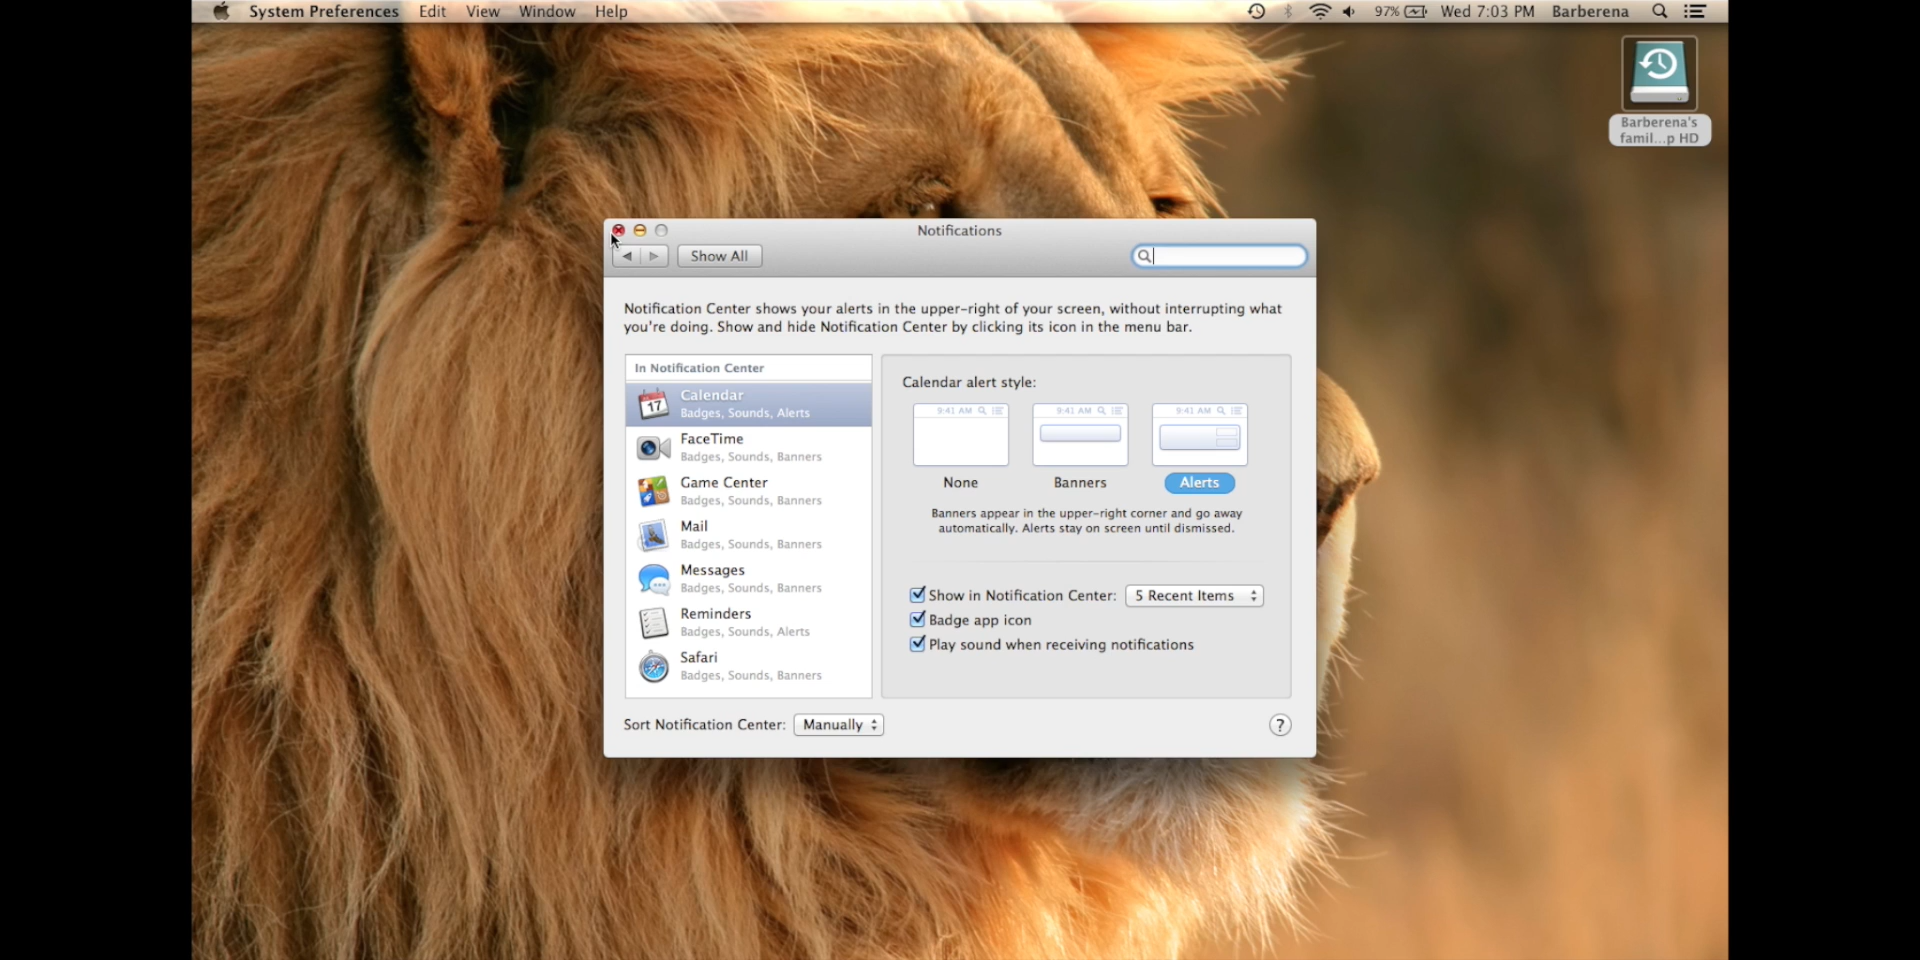 System Preferences Edit View Window Help 97% Wed 7:03 PM Barberena
Barberena's
famil...p HD
Notifications
Show All
Notification Center shows your alerts in the upper-right of your screen, without interrupting what
you're doing. Show and hide Notification Center by clicking its icon in the menu bar.
In Notification Center
17
Calendar
Badges, Sounds, Alerts
FaceTime
Badges, Sounds, Banners
Game Center
Badges, Sounds, Banners
Mail
Badges, Sounds, Banners
Messages
Badges, Sounds, Banners
Reminders
Badges, Sounds, Alerts
Safari
Badges, Sounds, Banners
Calendar alert style:
9:41 AM 9:41 AM 9:41 AM
None Banners Alerts
Banners appear in the upper-right corner and go away
automatically. Alerts stay on screen until dismissed.
Show in Notification Center: 5 Recent Items
Badge app icon
Play sound when receiving notifications
Sort Notification Center: Manually ?